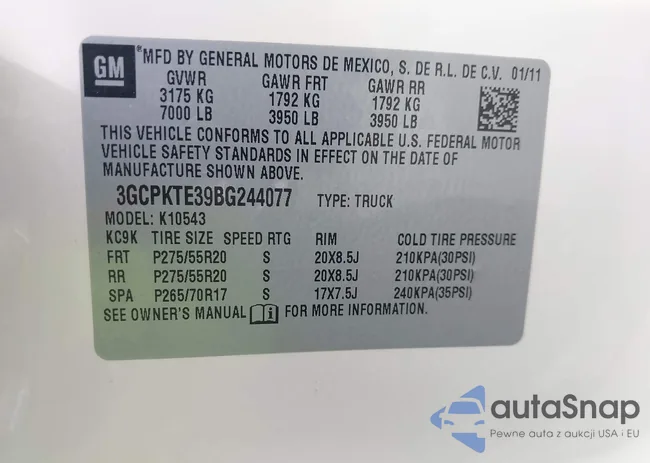 GM
®MFD BY GENERAL MOTORS DE MEXICO, S. DE R.L. DE C.V. 01/11
GVWR GAWR FRT GAWR RR
3175 KG 1792 KG 1792 KG
7000 LB 3950 LB 3950 LB
THIS VEHICLE CONFORMS TO ALL APPLICABLE U.S. FEDERAL MOTOR
VEHICLE SAFETY STANDARDS IN EFFECT ON THE DATE OF
MANUFACTURE SHOWN ABOVE.
3GCPKTE39BG244077 TYPE: TRUCK
MODEL: K10543
KC9K TIRE SIZE SPEED RTG RIM COLD TIRE PRESSURE
FRT P275/55R20 S 20X8.5J 210KPA(30PSI)
RR P275/55R20 S 20X8.5J 210KPA(30PSI)
SPA P265/70R17 S 17X7.5J 240KPA(35PSI)
SEE OWNER'S MANUAL i FOR MORE INFORMATION.
autaSnap
Pewne auta z aukcji USA i EU